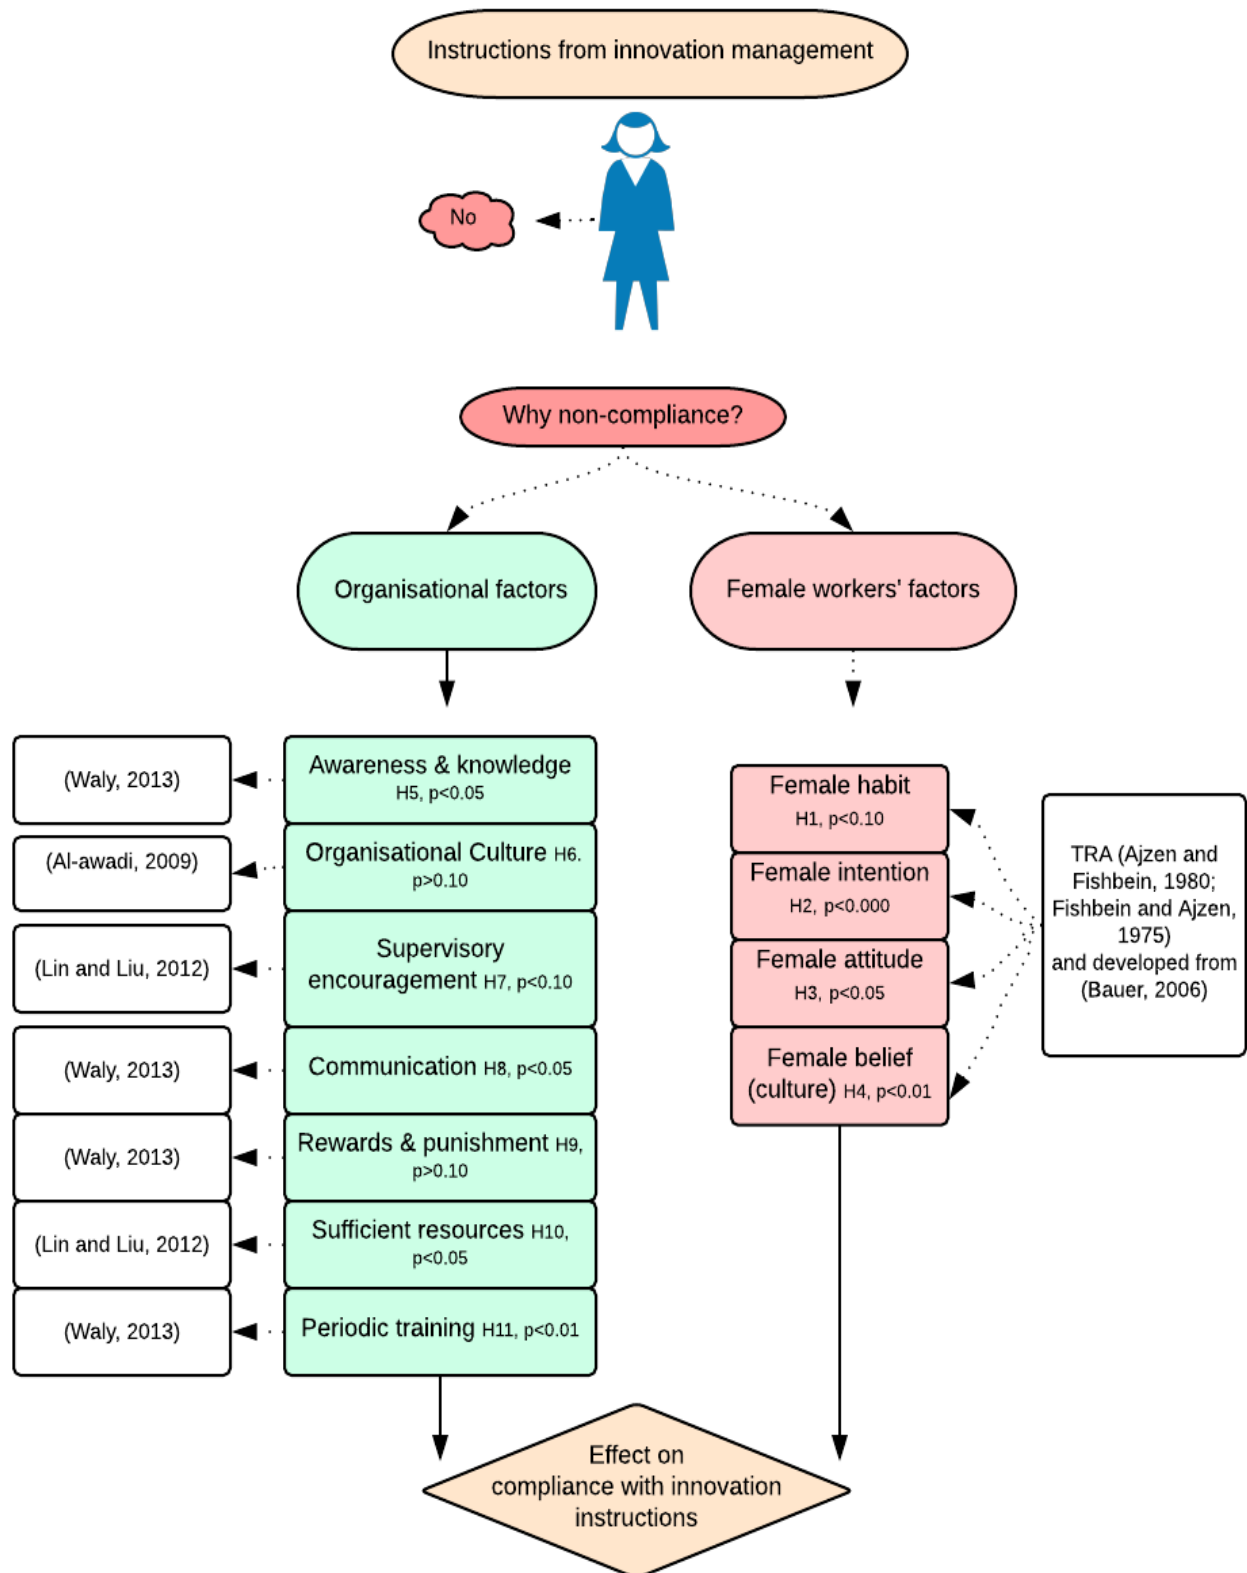 Instructions from innovation management
No
Why non-compliance?
Organisational factors
Female workers' factors
(Waly, 2013)
Awareness & knowledge
H5, p<0.05
(Al-awadi, 2009)
Organisational Culture H6.
p>0.10
(Lin and Liu, 2012)
Supervisory
encouragement H7, p<0.10
(Waly, 2013)
Communication H8, p<0.05
(Waly, 2013)
Rewards & punishment H9,
p>0.10
(Lin and Liu, 2012)
Sufficient resources H10,
p<0.05
(Waly, 2013)
Periodic training H11, p<0.01
Female habit
H1, p<0.10
Female intention
H2, p<0.000
Female attitude
H3, p<0.05
Female belief
(culture) H4, p<0.01
TRA (Ajzen and
Fishbein, 1980;
Fishbein and Ajzen,
1975)
and developed from
(Bauer, 2006)
Effect on
compliance with innovation
instructions